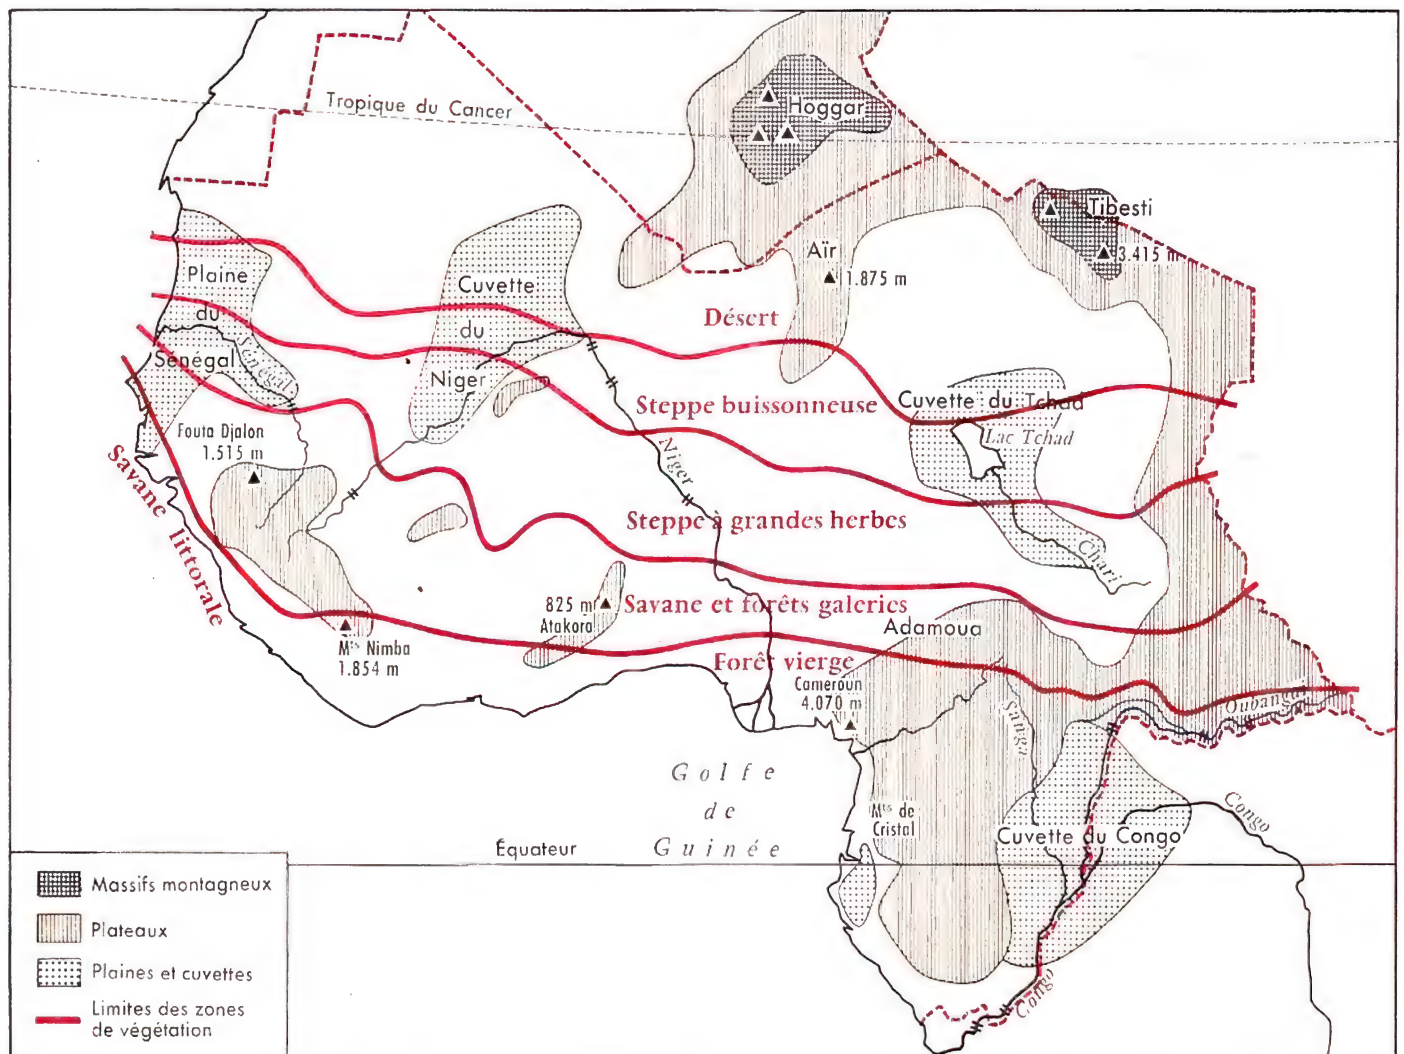 Tropique du Cancer
Hoggar
Tibesti
3.415 m
Aïr
1.875 m
Plaine
du
Sénégal
Sénégal
Cuvette
du
Niger
Désert
Steppe buissonneuse
Cuvette du Tchad
Lac Tchad
Fouta Djalon
1.515 m
Niger
Savane littorale
Steppe à grandes herbes
Chari
825 m
Atakora
Savane et forêts galeries
Adamoua
Mts Nimba
1.854 m
Forêt vierge
Cameroun
4.070 m
Oubangui
Sanga
Golfe
de
Guinée
Mts de
Cristal
Congo
Cuvette du Congo
Équateur
Congo
Massifs montagneux
Plateaux
Plaines et cuvettes
Limites des zones
de végétation